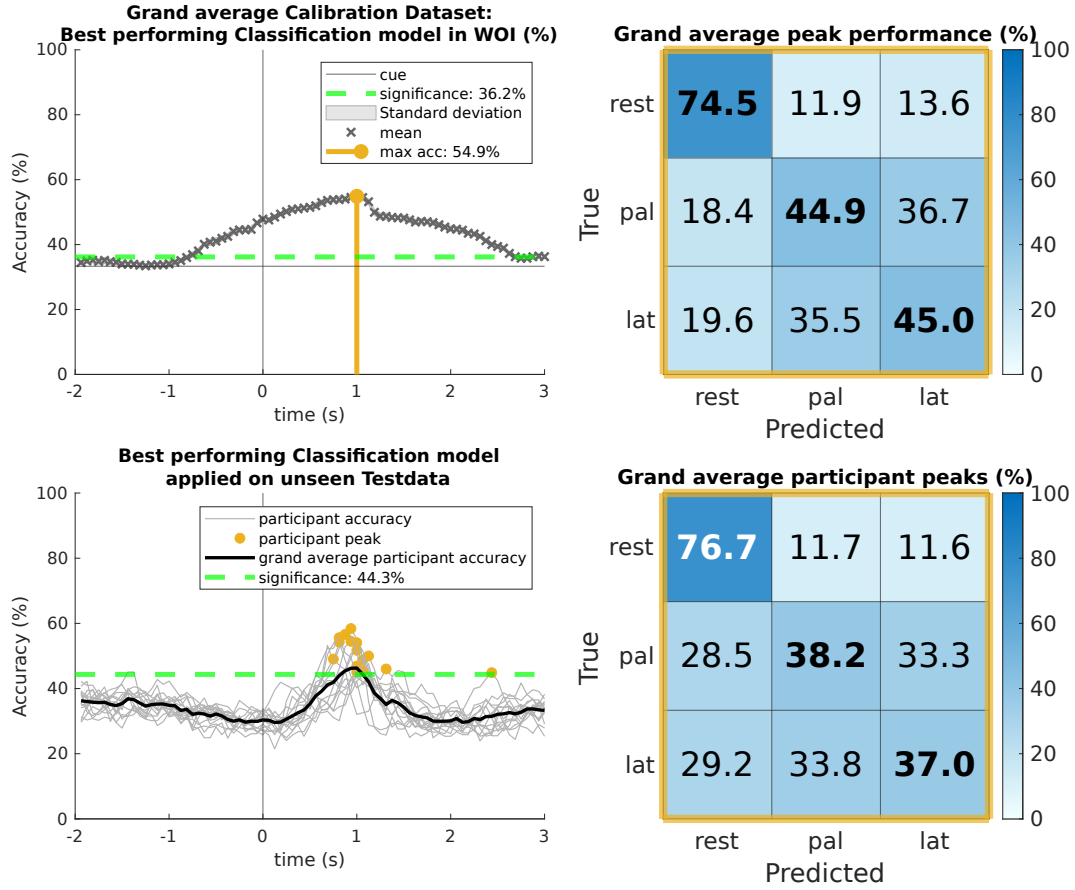 Grand average Calibration Dataset:
Best performing Classification model in WOI (%)
100
80
60
40
20
0
Accuracy (%)
cue
significance: 36.2%
Standard deviation
mean
max acc: 54.9%
-2
-1
0
1
2
3
time (s)
Grand average peak performance (%)
rest
74.5
11.9
13.6
pal
18.4
44.9
36.7
lat
19.6
35.5
45.0
True
rest
pal
lat
Predicted
100
80
60
40
20
0
Best performing Classification model
applied on unseen Testdata
100
80
60
40
20
0
Accuracy (%)
participant accuracy
participant peak
grand average participant accuracy
significance: 44.3%
-2
-1
0
1
2
3
time (s)
Grand average participant peaks (%)
rest
76.7
11.7
11.6
pal
28.5
38.2
33.3
lat
29.2
33.8
37.0
True
rest
pal
lat
Predicted
100
80
60
40
20
0